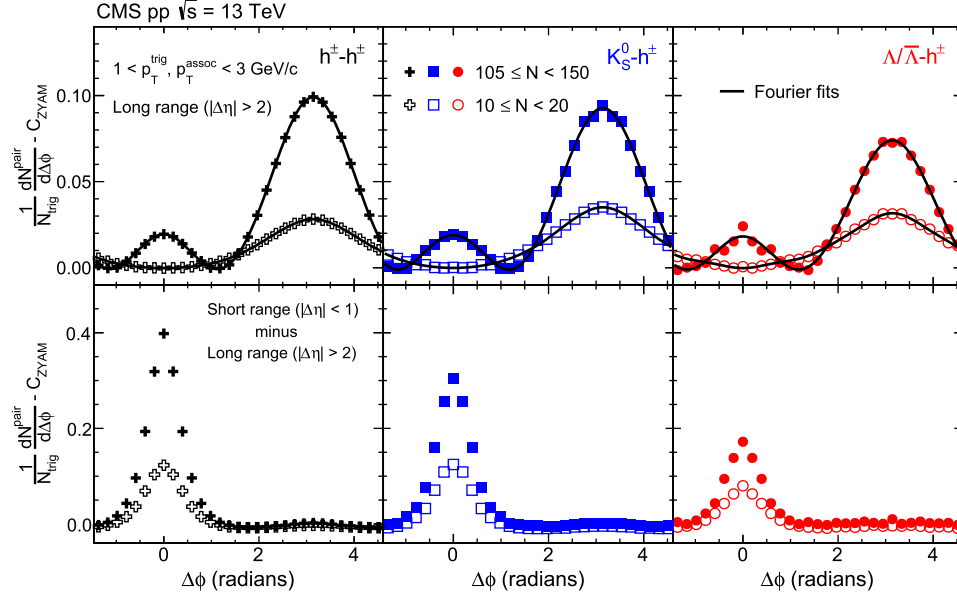 CMS pp √s = 13 TeV
1 < p_T^trig, p_T^assoc < 3 GeV/c
Long range (|Δη| > 2)
h±-h±
K_S^0-h±
105 ≤ N < 150
10 ≤ N < 20
Λ/Λ̅-h±
Fourier fits
1/N_trig dN^pair/dΔϕ - C_ZYAM
0.10
0.05
0.00
Short range (|Δη| < 1)
minus
Long range (|Δη| > 2)
1/N_trig dN^pair/dΔϕ - C_ZYAM
0.4
0.2
0.0
0 2 4 0 2 4 0 2 4
Δϕ (radians) Δϕ (radians) Δϕ (radians)